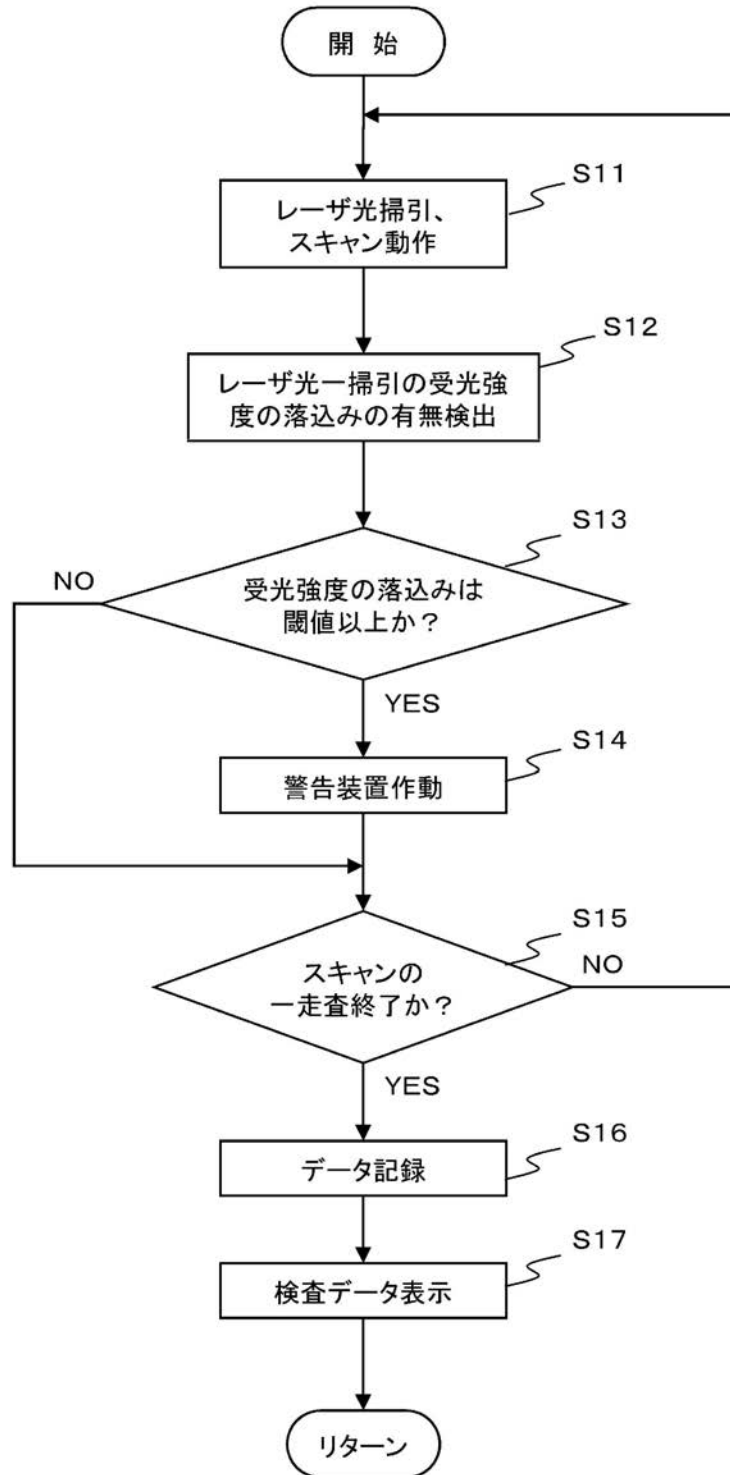 開 始
S11
レーザ光掃引、
スキャン動作
S12
レーザ光一掃引の受光強
度の落込みの有無検出
S13
NO
受光強度の落込みは
閾値以上か？
YES
S14
警告装置作動
S15
スキャンの
NO
一走査終了か？
YES
S16
データ記録
S17
検査データ表示
リターン